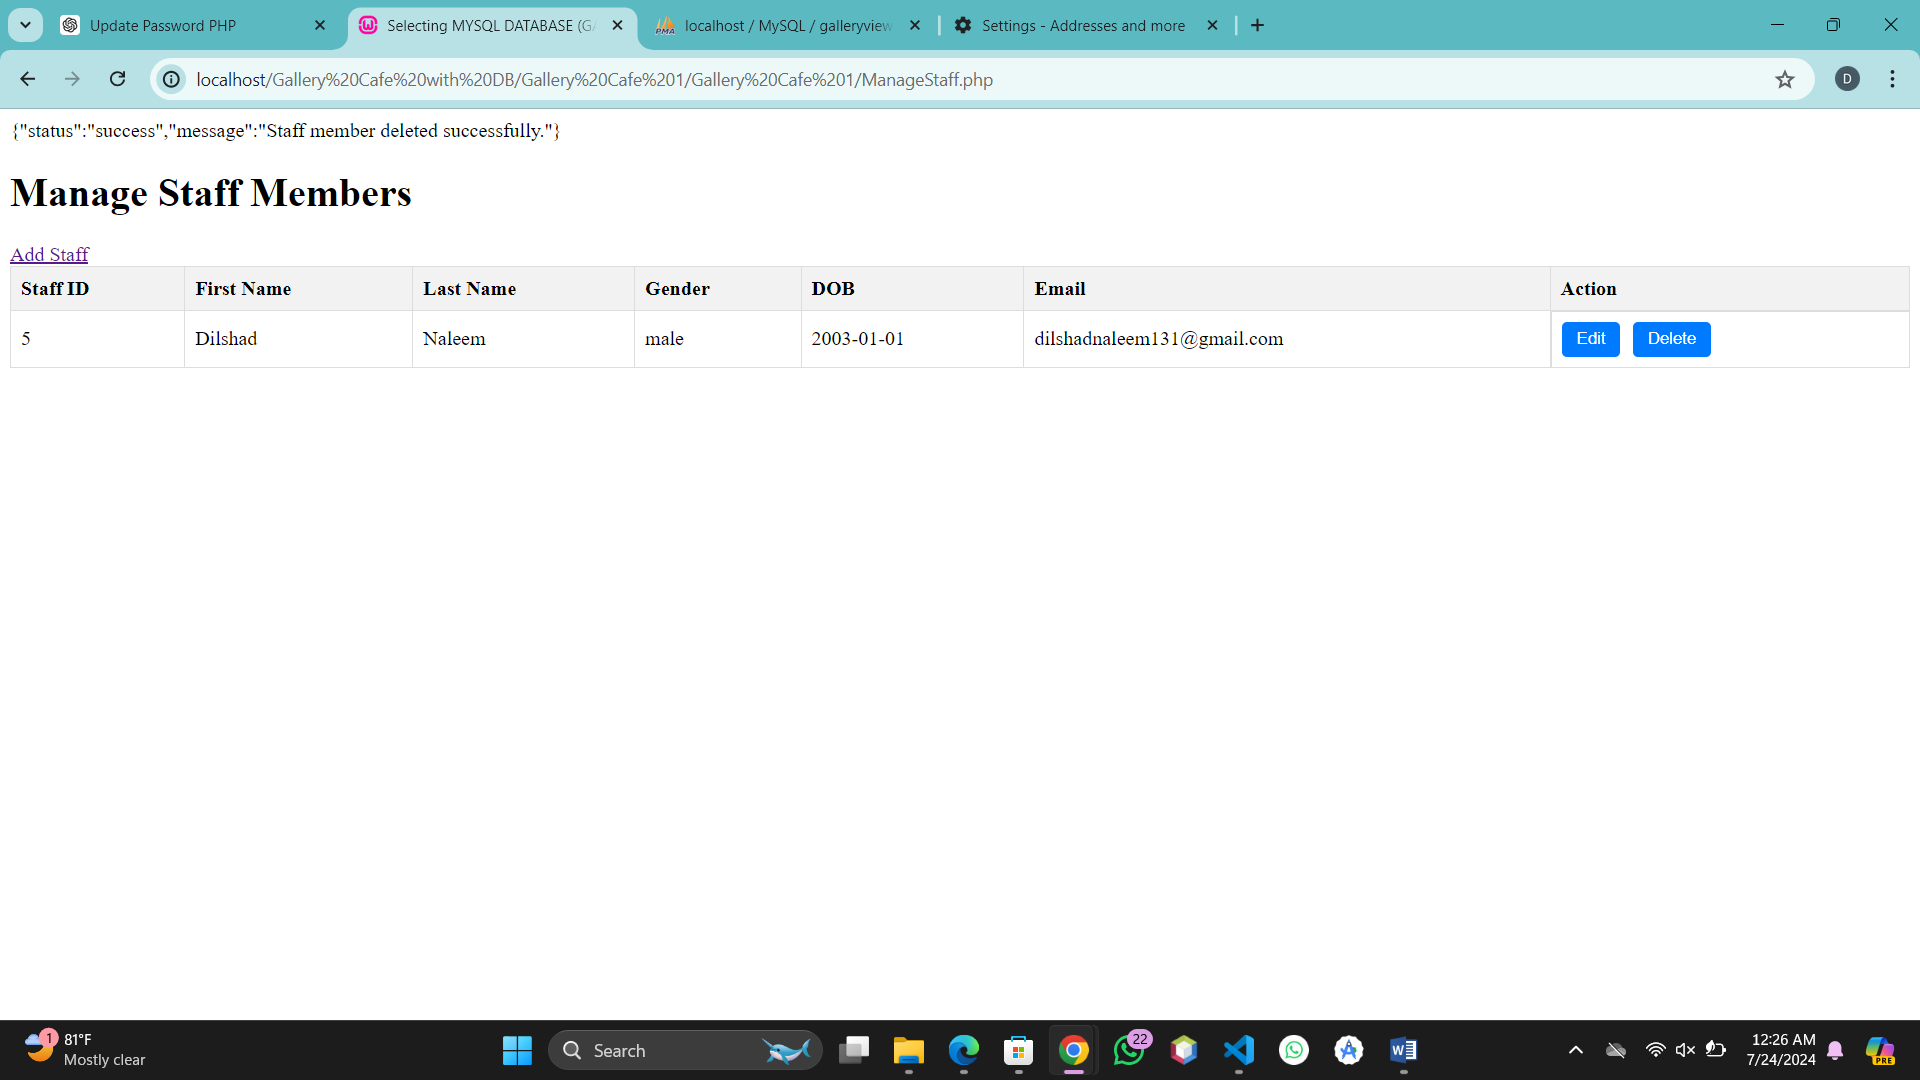 Update Password PHP
Selecting MYSQL DATABASE (GA
localhost / MySQL / galleryview
Settings - Addresses and more
localhost/Gallery%20Cafe%20with%20DB/Gallery%20Cafe%201/Gallery%20Cafe%201/ManageStaff.php
D
{"status":"success","message":"Staff member deleted successfully."}
Manage Staff Members
Add Staff
Staff ID First Name Last Name Gender DOB Email Action
5 Dilshad Naleem male 2003-01-01 dilshadnaleem131@gmail.com Edit Delete
1
81°F
Mostly clear
Search
22
12:26 AM
7/24/2024
PRE